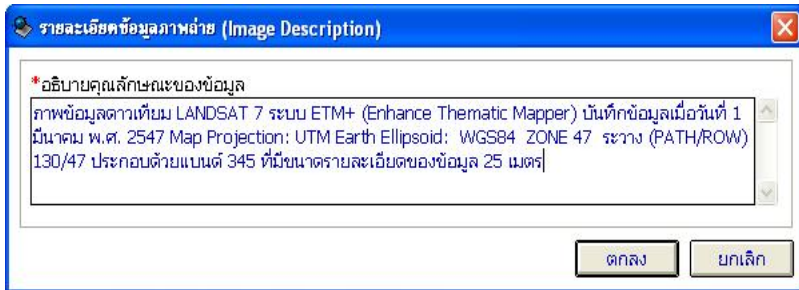 รายละเอียดข้อมูลภาพถ่าย (Image Description)
*อธิบายคุณลักษณะของข้อมูล
ภาพข้อมูลดาวเทียม LANDSAT 7 ระบบ ETM+ (Enhance Thematic Mapper) บันทึกข้อมูลเมื่อวันที่ 1
มีนาคม พ.ศ. 2547 Map Projection: UTM Earth Ellipsoid: WGS84 ZONE 47 ระวาง (PATH/ROW)
130/47 ประกอบด้วยแบนด์ 345 ที่มีขนาดรายละเอียดของข้อมูล 25 เมตร
ตกลง ยกเลิก